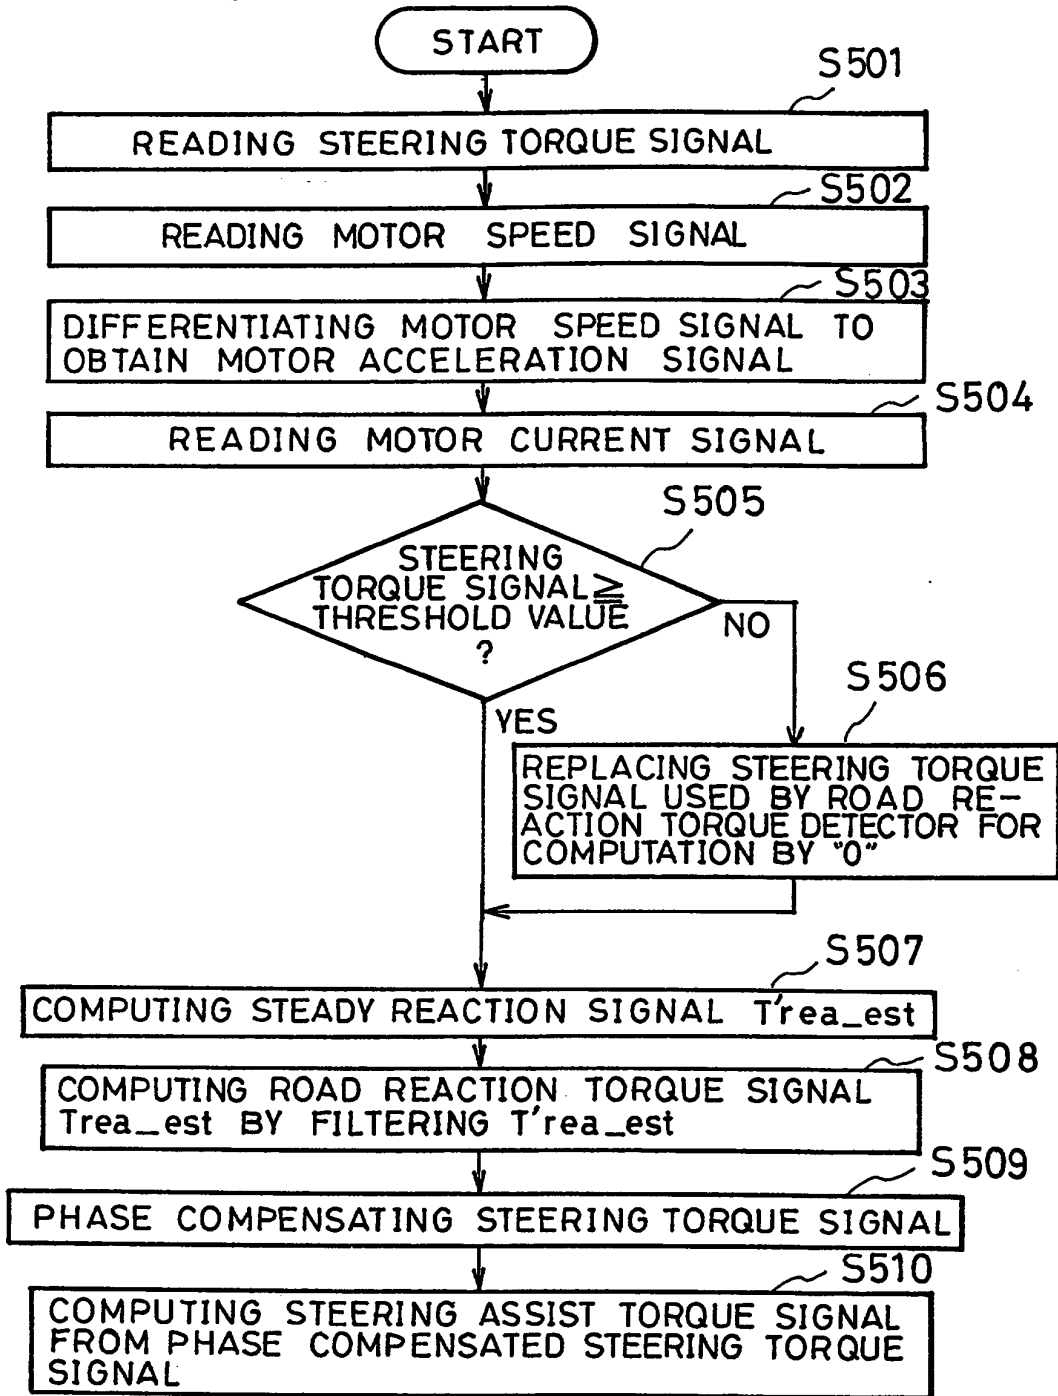 START
S501
READING STEERING TORQUE SIGNAL
S502
READING MOTOR SPEED SIGNAL
S503
DIFFERENTIATING MOTOR SPEED SIGNAL TO
OBTAIN MOTOR ACCELERATION SIGNAL
S504
READING MOTOR CURRENT SIGNAL
S505
STEERING
TORQUE SIGNAL ≧
THRESHOLD VALUE
?
NO
YES
S506
REPLACING STEERING TORQUE
SIGNAL USED BY ROAD RE-
ACTION TORQUE DETECTOR FOR
COMPUTATION BY "0"
S507
COMPUTING STEADY REACTION SIGNAL T'rea_est
S508
COMPUTING ROAD REACTION TORQUE SIGNAL
Trea_est BY FILTERING T'rea_est
S509
PHASE COMPENSATING STEERING TORQUE SIGNAL
S510
COMPUTING STEERING ASSIST TORQUE SIGNAL
FROM PHASE COMPENSATED STEERING TORQUE
SIGNAL